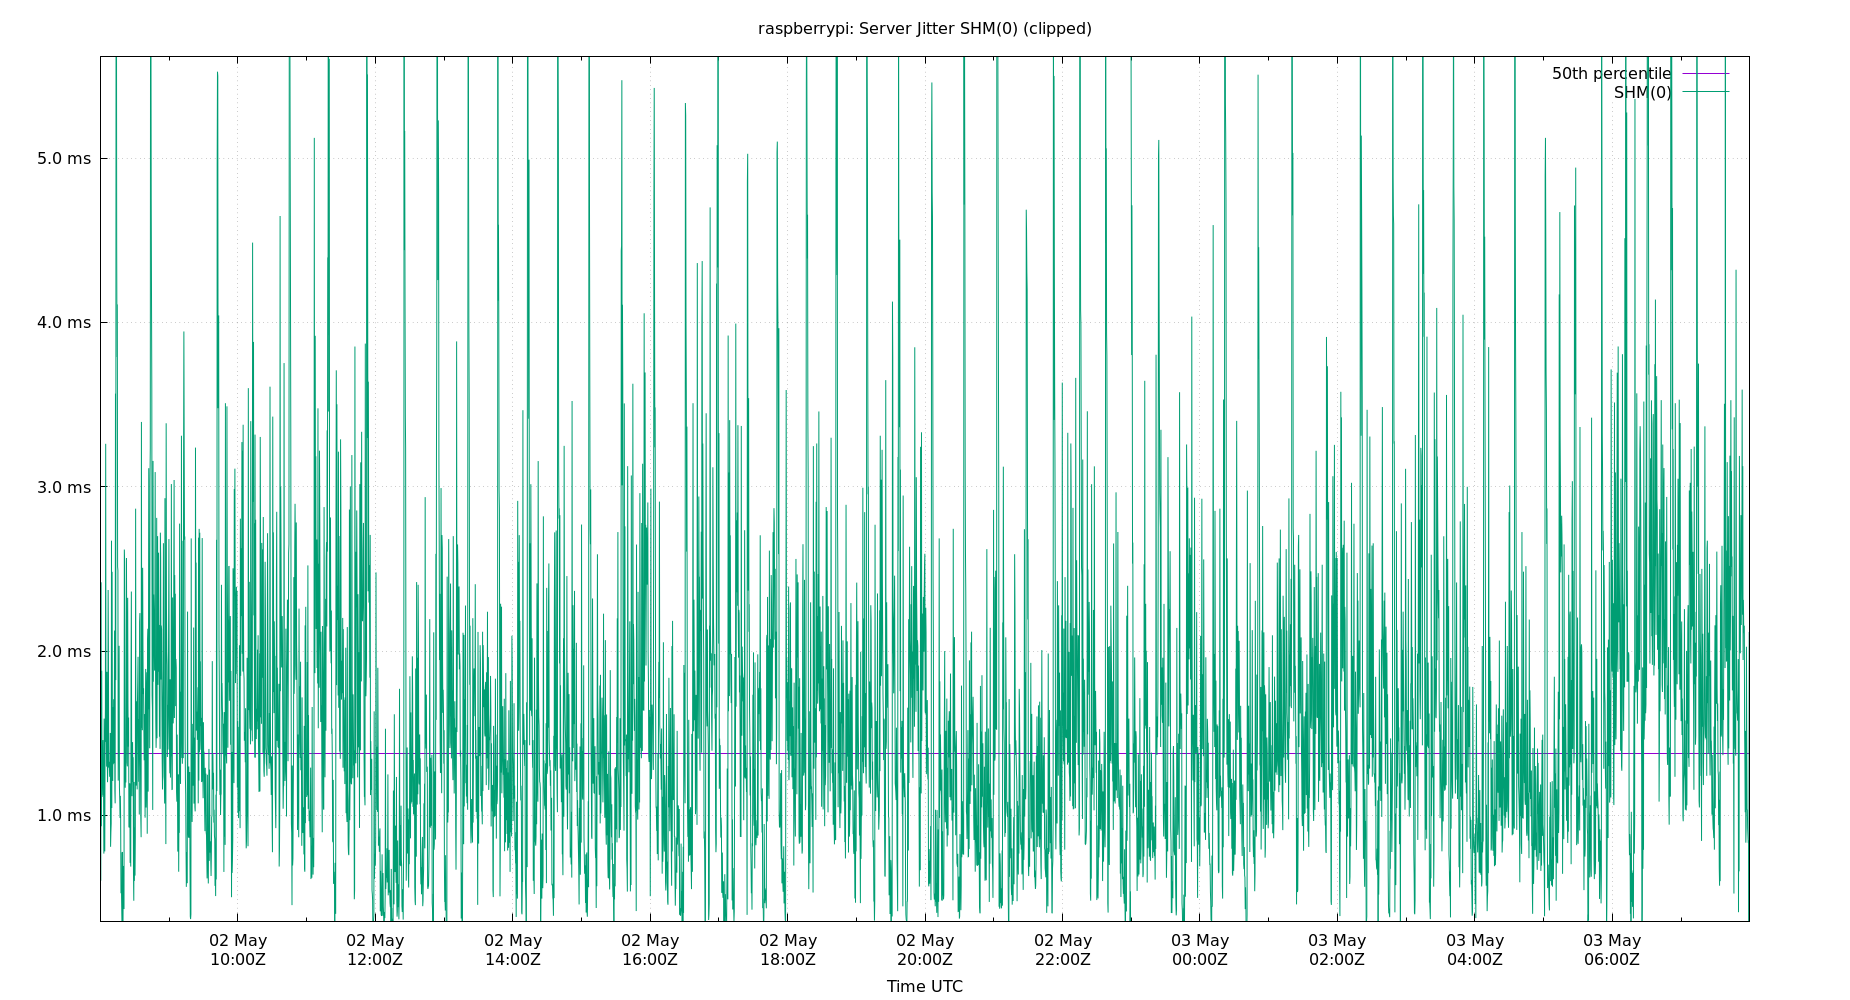 raspberrypi: Server Jitter SHM(0) (clipped)
50th percentile
SHM(0)
5.0 ms
4.0 ms
3.0 ms
2.0 ms
1.0 ms
02 May 02 May 02 May 02 May 02 May 02 May 02 May 03 May 03 May 03 May 03 May
10:00Z 12:00Z 14:00Z 16:00Z 18:00Z 20:00Z 22:00Z 00:00Z 02:00Z 04:00Z 06:00Z
Time UTC